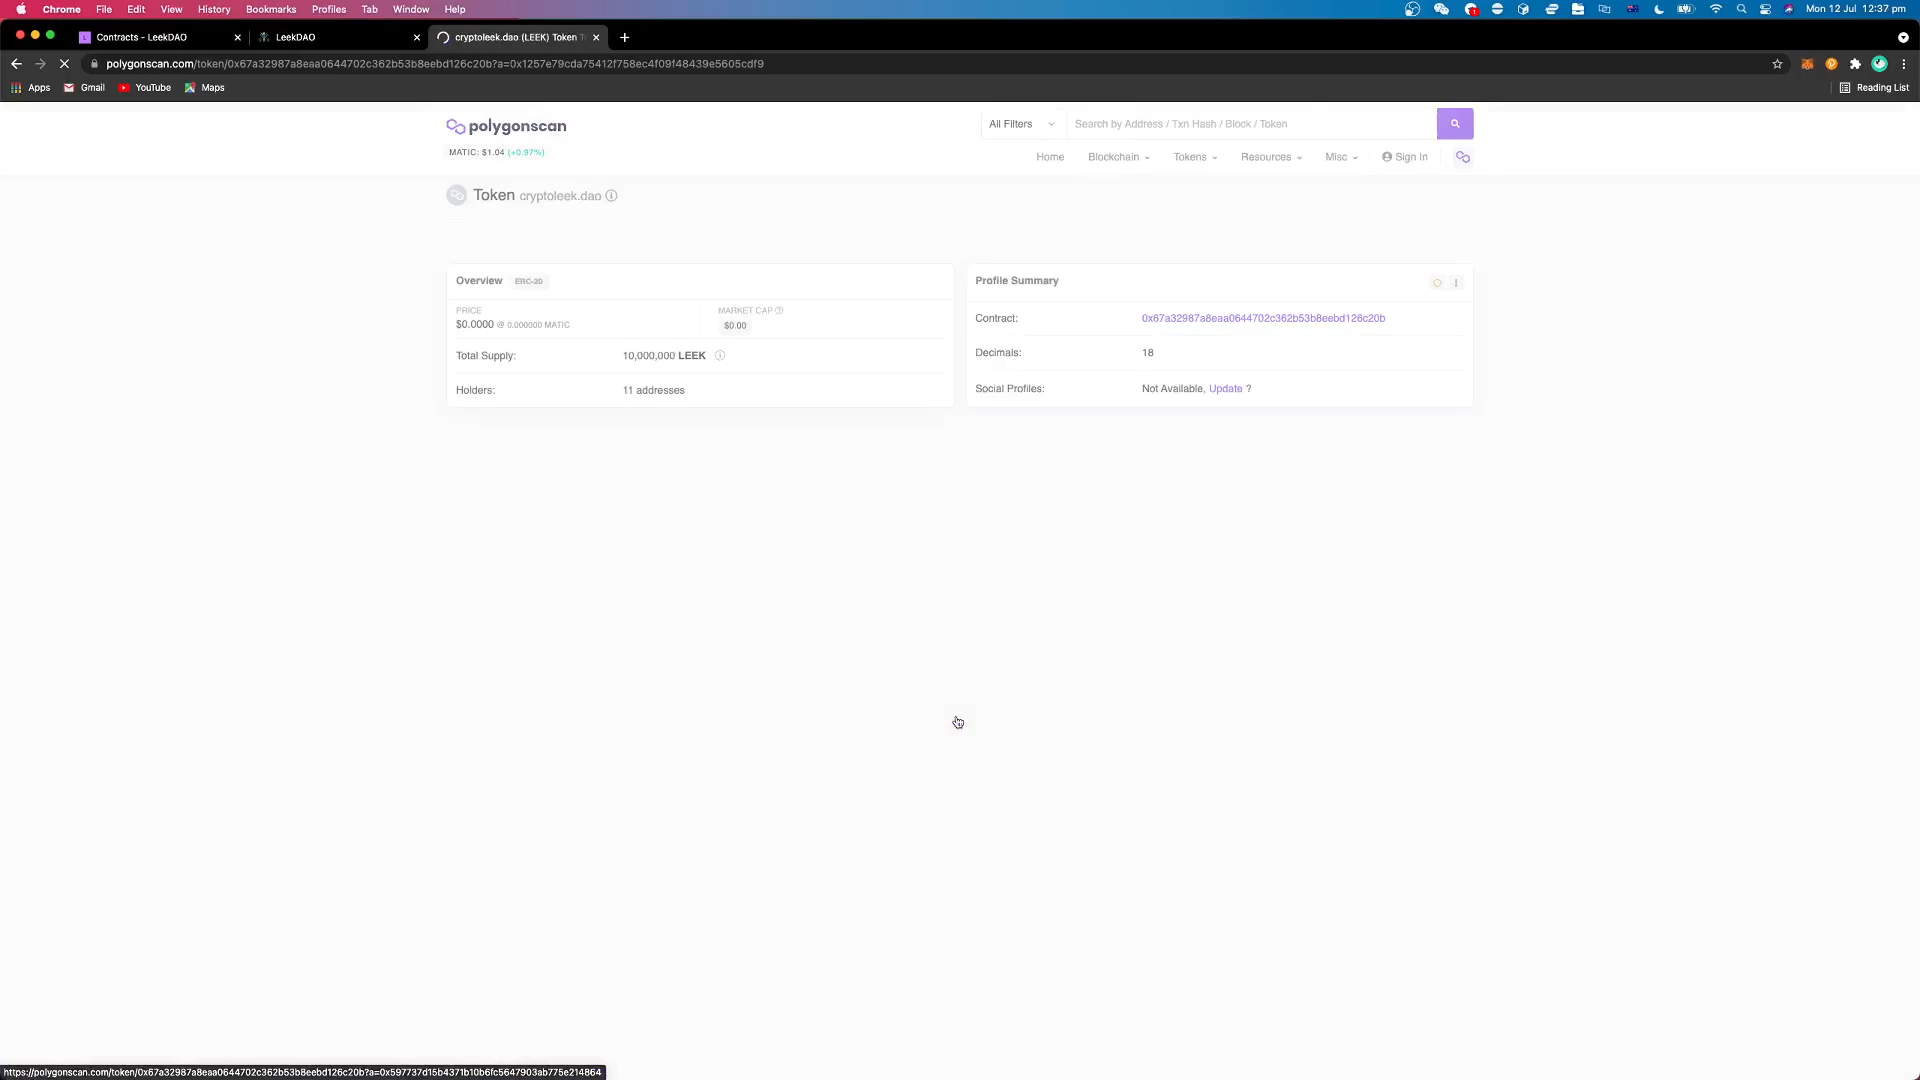 Chrome File Edit View History Bookmarks Profiles Tab Window Help Mon 12 Jul 12:37 pm
Contracts - LeekDAO LeekDAO cryptoleek.dao (LEEK) Token
polygonscan.com/token/0x67a32987a8eaa0644702c362b53b8eebd126c20b?a=0x1257e79cda75412f758ec4f09f48439e5605cdf9
Apps Gmail YouTube Maps Reading List
polygonscan
All Filters Search by Address / Txn Hash / Block / Token
MATIC: $1.04 (+0.97%)
Home Blockchain Tokens Resources Misc Sign In
Token cryptoleek.dao
Overview ERC-20
Profile Summary
PRICE
$0.0000 @ 0.000000 MATIC
MARKET CAP
$0.00
Contract: 0x67a32987a8eaa0644702c362b53b8eebd126c20b
Total Supply: 10,000,000 LEEK
Decimals: 18
Holders: 11 addresses
Social Profiles: Not Available, Update ?
https://polygonscan.com/token/0x67a32987a8eaa0644702c362b53b8eebd126c20b?a=0x597737d15b4371b10b6fc5647903ab775e214864